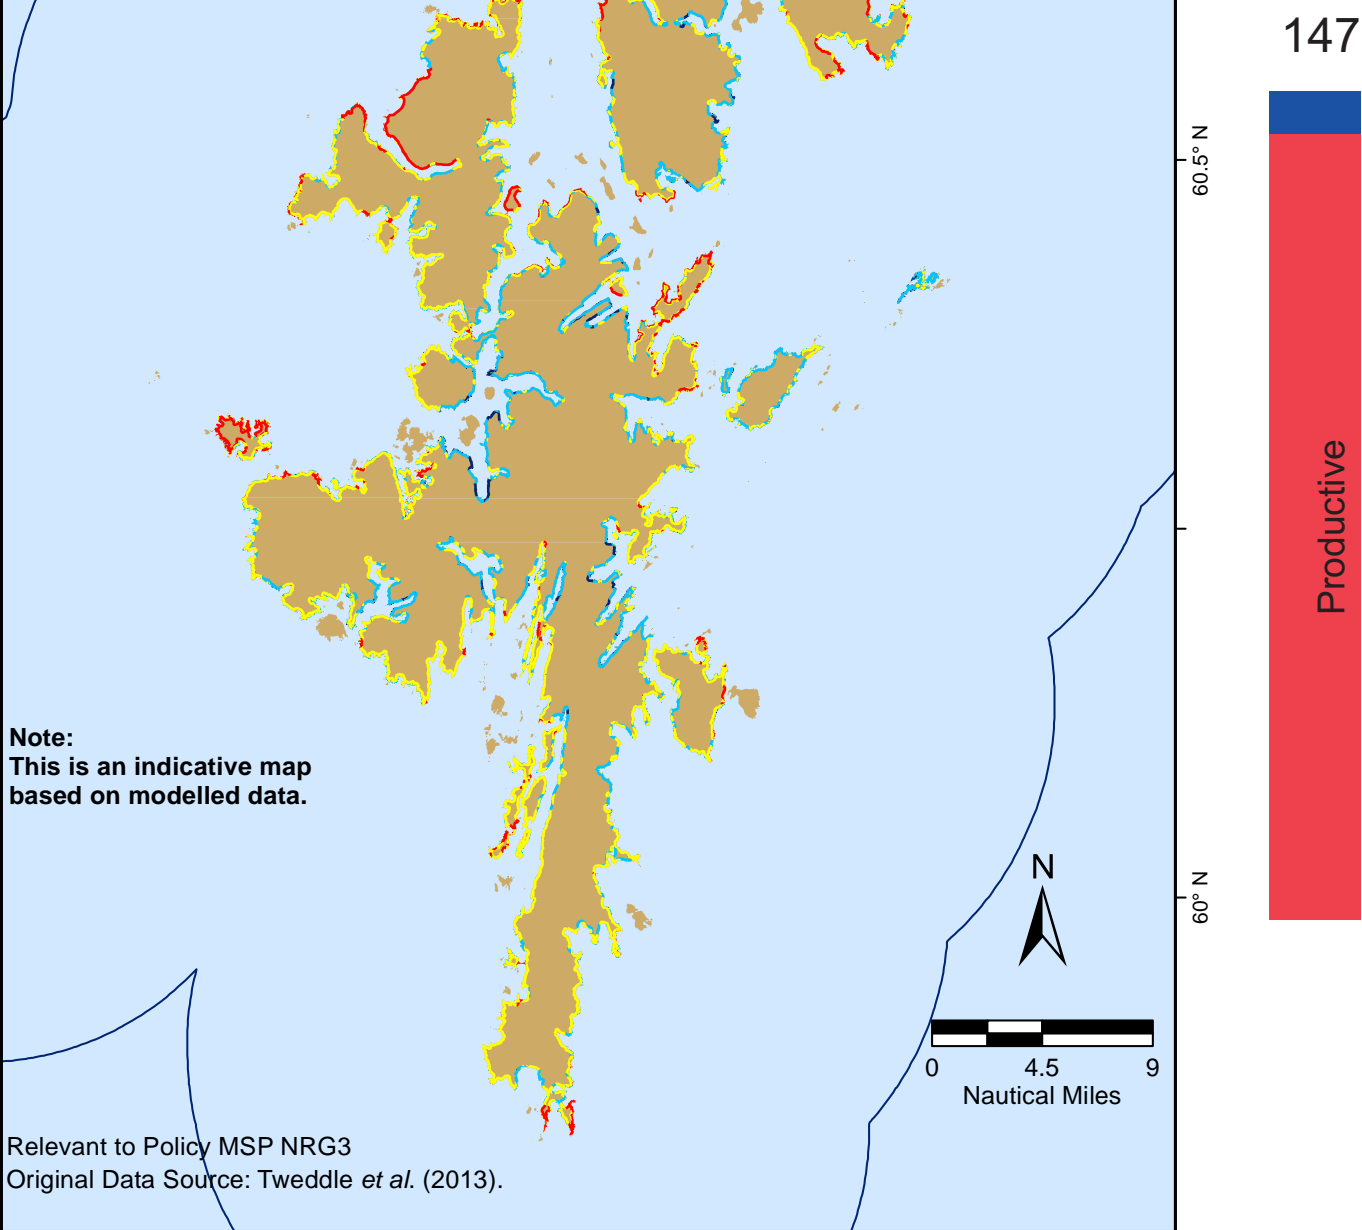 147
60.5° N
Productive
Note:
This is an indicative map
based on modelled data.
N
60° N
0 4.5 9
Nautical Miles
Relevant to Policy MSP NRG3
Original Data Source: Tweddle et al. (2013).